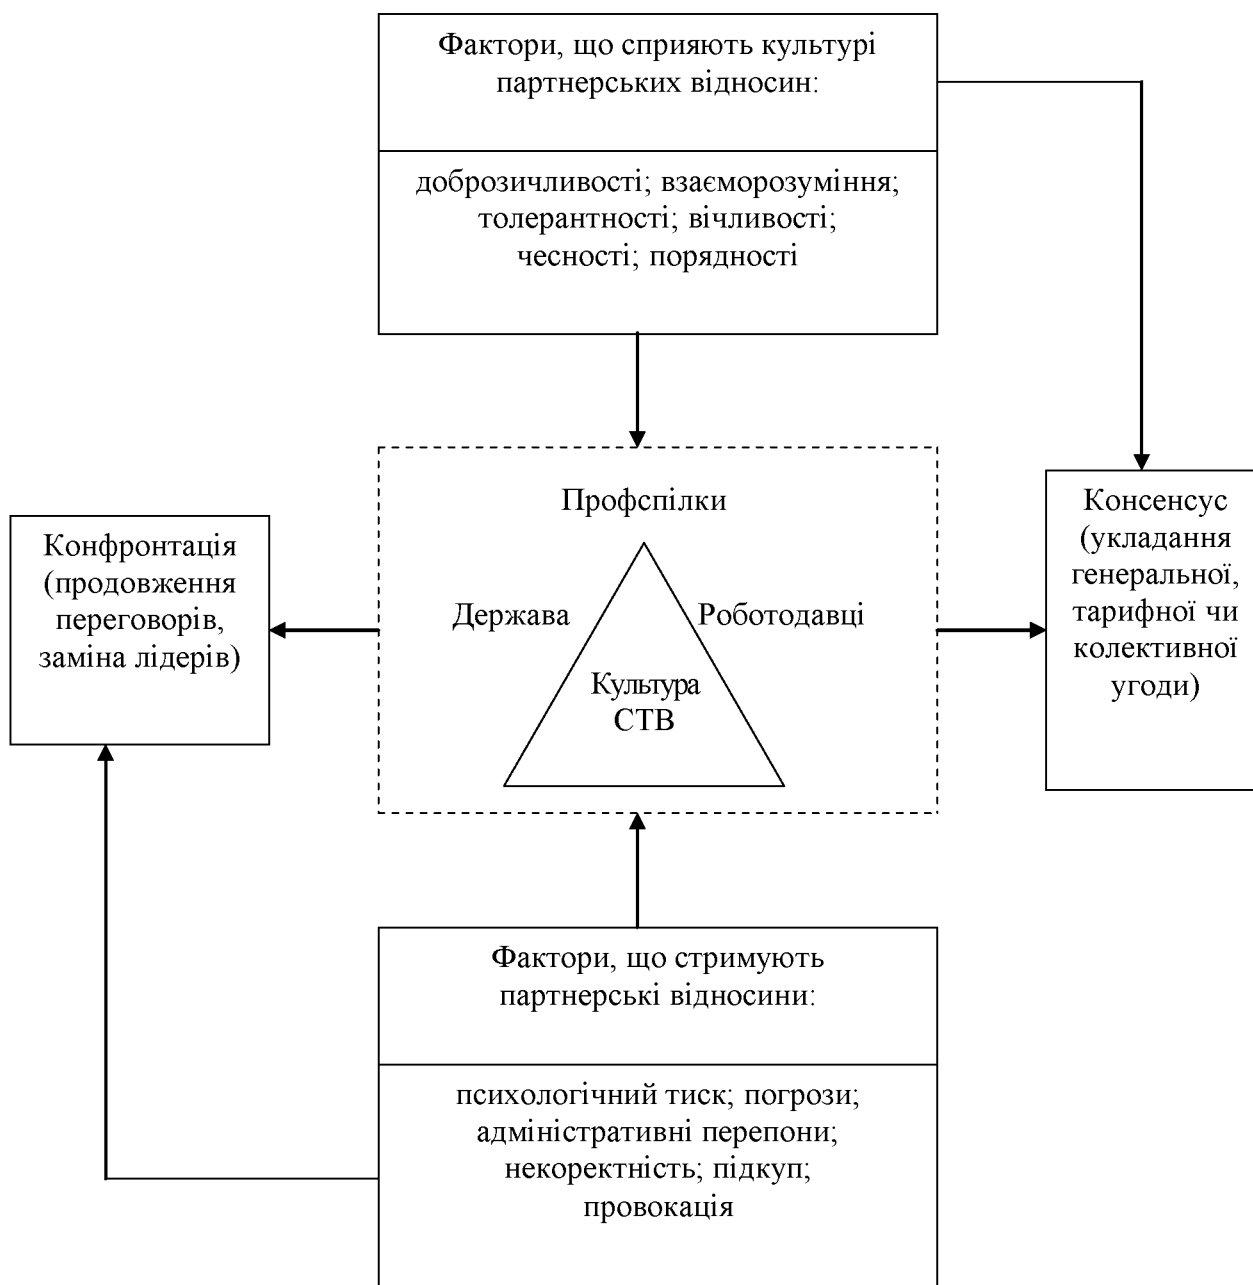 Фактори, що сприяють культурі
партнерських відносин:
доброзичливості; взаєморозуміння;
толерантності; вічливості;
чесності; порядності
Профспілки
Держава
Роботодавці
Культура
СТВ
Конфронтація
(продовження
переговорів,
заміна лідерів)
Консенсус
(укладання
генеральної,
тарифної чи
колективної
угоди)
Фактори, що стримують
партнерські відносини:
психологічний тиск; погрози;
адміністративні перепони;
некоректність; підкуп;
провокація